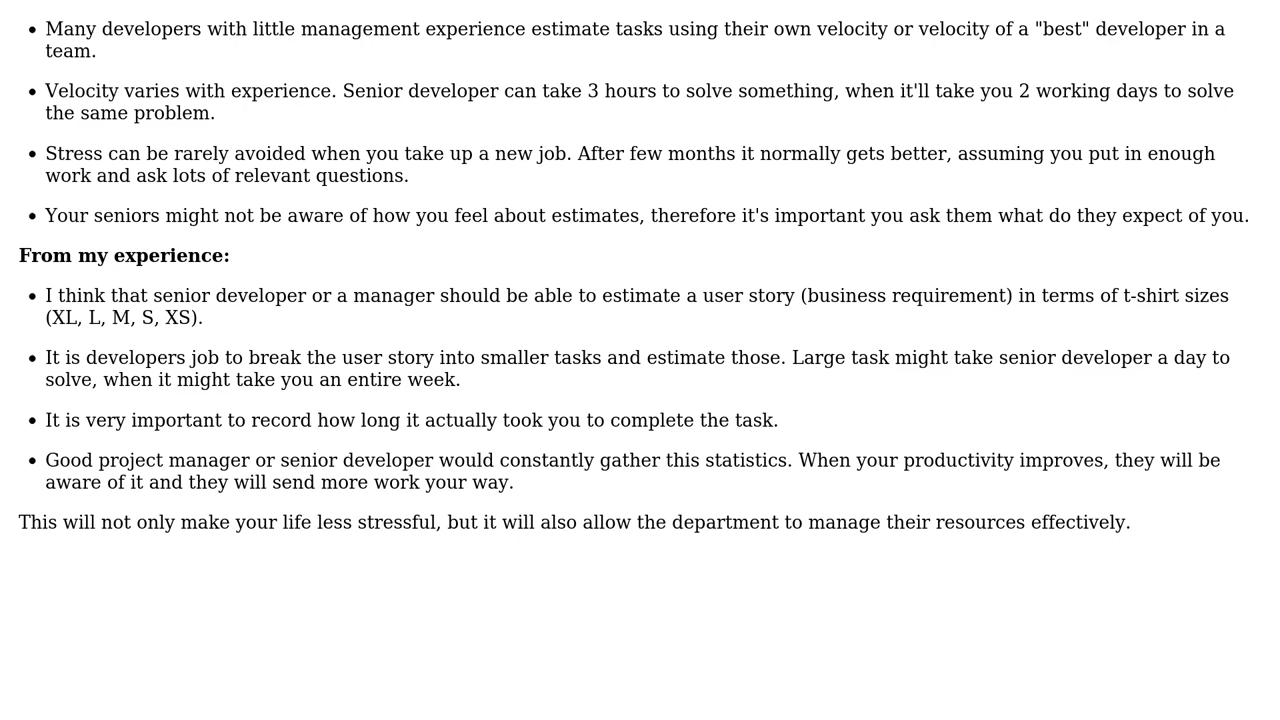 • Many developers with little management experience estimate tasks using their own velocity or velocity of a "best" developer in a
team.
• Velocity varies with experience. Senior developer can take 3 hours to solve something, when it'll take you 2 working days to solve
the same problem.
• Stress can be rarely avoided when you take up a new job. After few months it normally gets better, assuming you put in enough
work and ask lots of relevant questions.
• Your seniors might not be aware of how you feel about estimates, therefore it's important you ask them what do they expect of you.
From my experience:
• I think that senior developer or a manager should be able to estimate a user story (business requirement) in terms of t-shirt sizes
(XL, L, M, S, XS).
• It is developers job to break the user story into smaller tasks and estimate those. Large task might take senior developer a day to
solve, when it might take you an entire week.
• It is very important to record how long it actually took you to complete the task.
• Good project manager or senior developer would constantly gather this statistics. When your productivity improves, they will be
aware of it and they will send more work your way.
This will not only make your life less stressful, but it will also allow the department to manage their resources effectively.